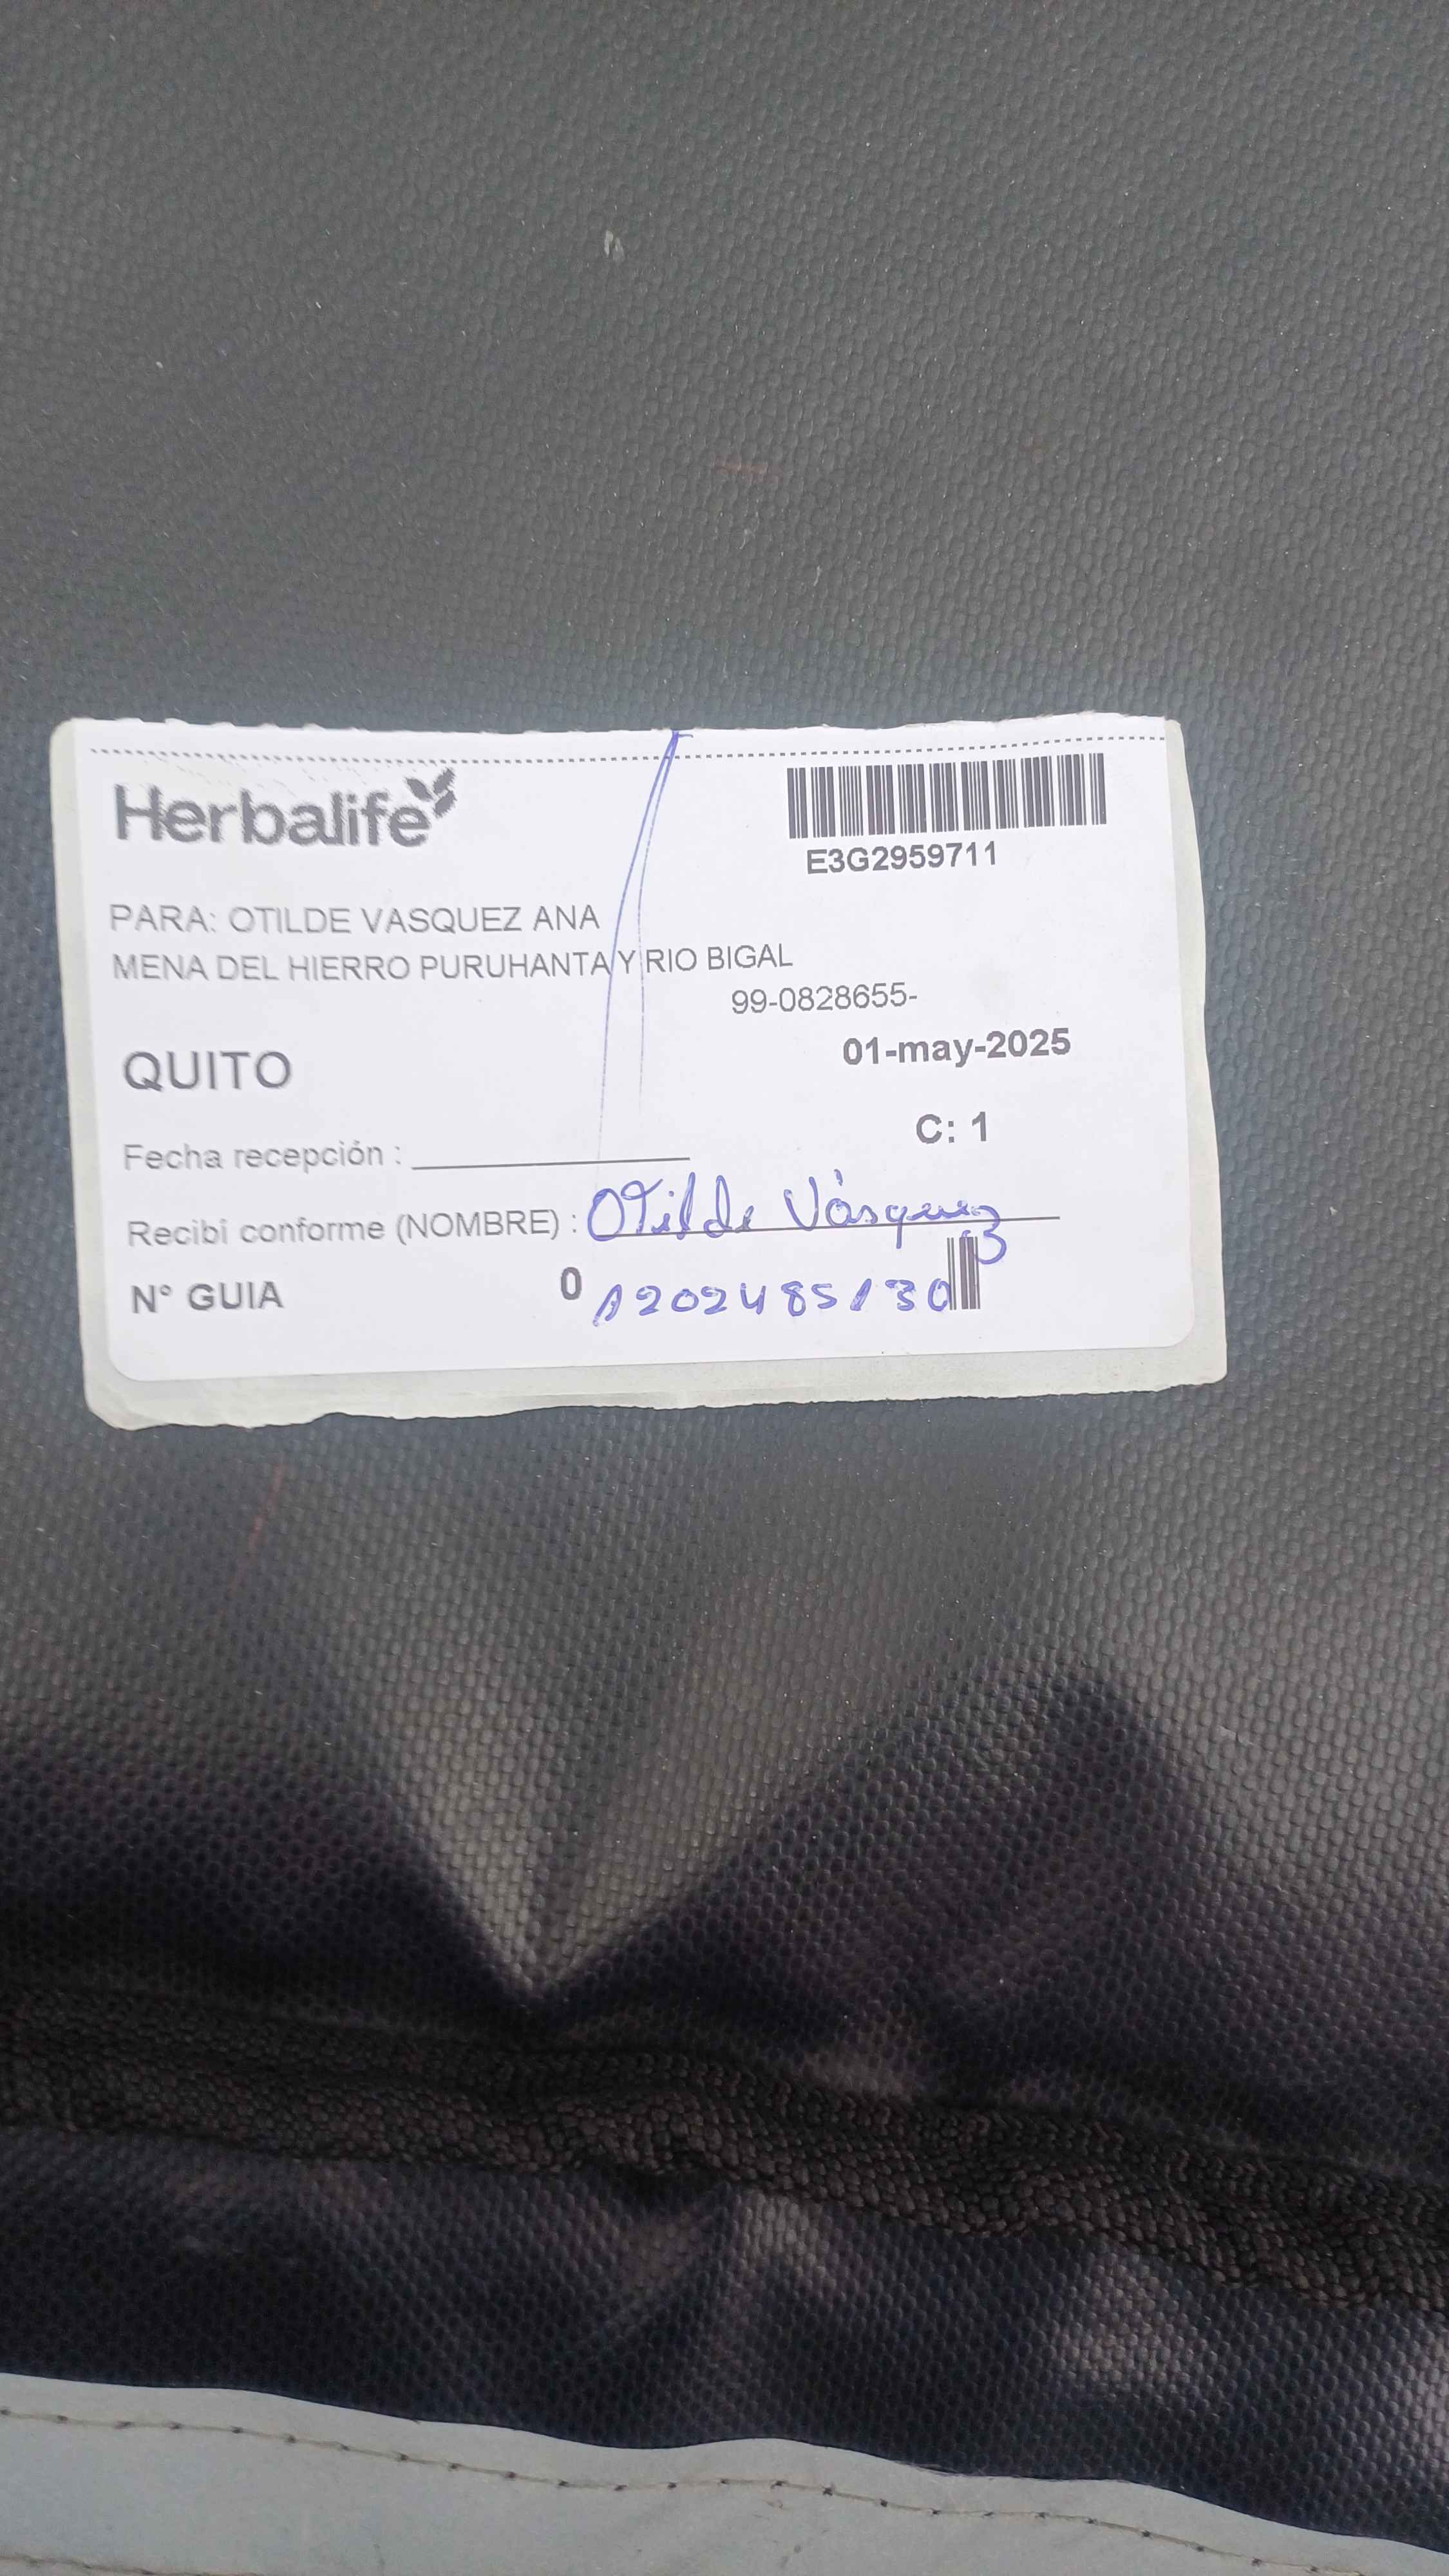 Herbalife
E3G2959711
PARA: OTILDE VASQUEZ ANA
MENA DEL HIERRO PURUHANTA Y RIO BIGAL
99-0828655-
01-may-2025
QUITO
C: 1
Fecha recepción :
Recibí conforme (NOMBRE) : Otilde Vásquez
N° GUIA 0 1202485130